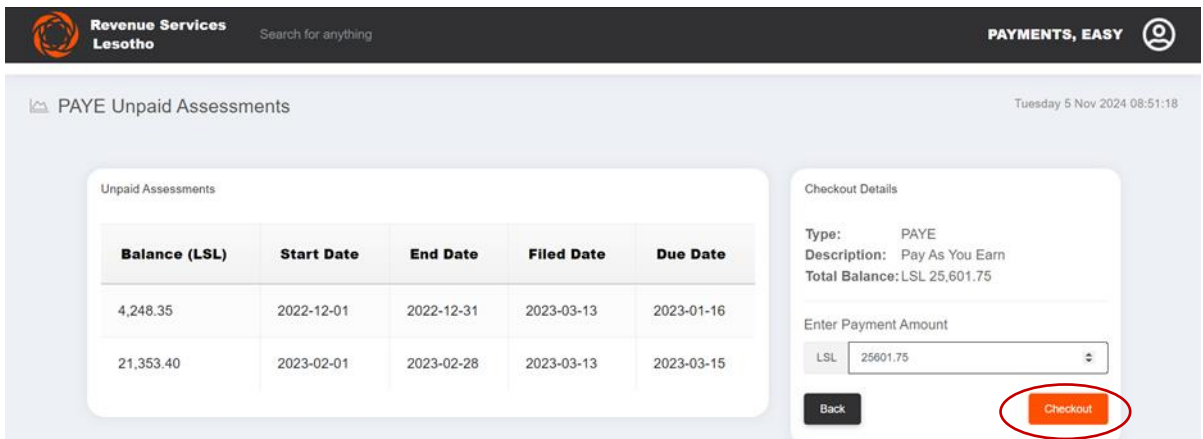 Revenue Services
Lesotho
Search for anything
PAYMENTS, EASY
PAYE Unpaid Assessments
Tuesday 5 Nov 2024 08:51:18
Unpaid Assessments
Balance (LSL) Start Date End Date Filed Date Due Date
4,248.35 2022-12-01 2022-12-31 2023-03-13 2023-01-16
21,353.40 2023-02-01 2023-02-28 2023-03-13 2023-03-15
Checkout Details
Type: PAYE
Description: Pay As You Earn
Total Balance: LSL 25,601.75
Enter Payment Amount
LSL 25601.75
Back Checkout